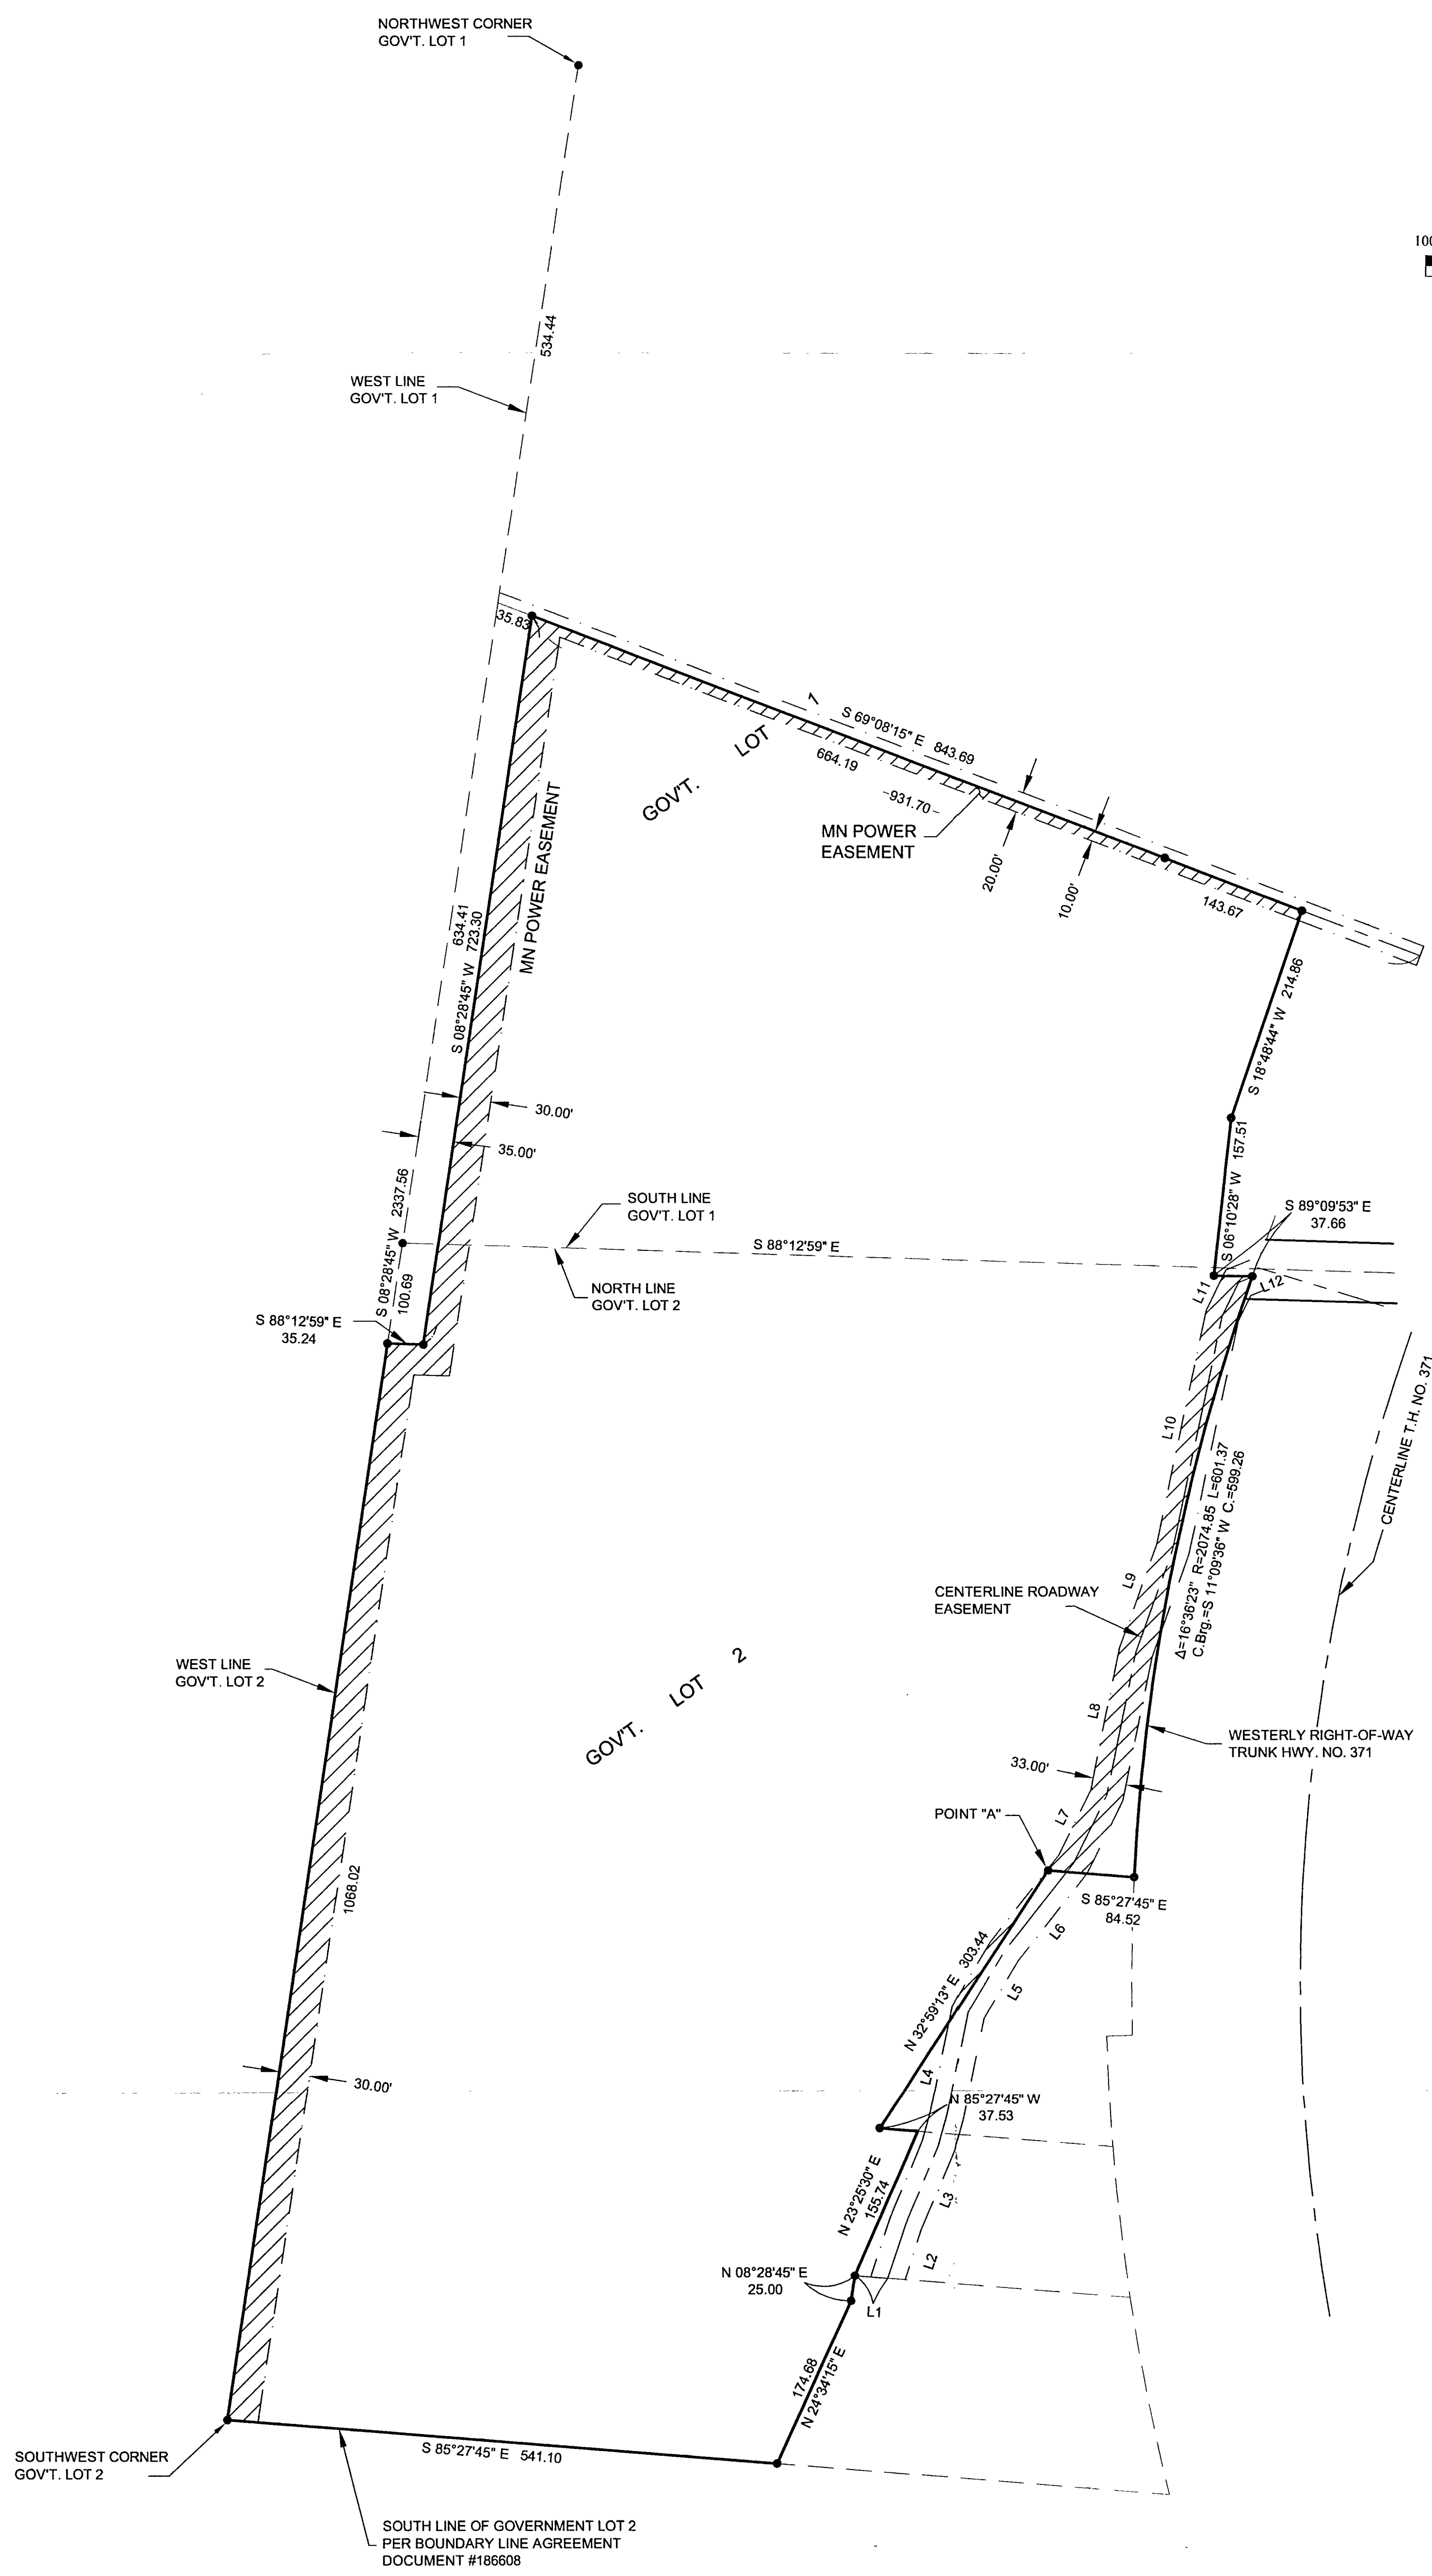 NORTHWEST CORNER
GOV'T. LOT 1
100
534.44
WEST LINE
GOV'T. LOT 1
35.83
GOV'T. LOT 1
S 69°08'15" E 843.69
664.19
-931.70-
MN POWER
EASEMENT
20.00'
10.00'
143.67
MN POWER EASEMENT
634.41
S 08°28'45" W 723.30
S 18°48'44" W 214.86
30.00'
35.00'
S 06°10'28" W 157.51
S 08°28'45" W 2337.56
100.69
SOUTH LINE
GOV'T. LOT 1
S 88°12'59" E
NORTH LINE
GOV'T. LOT 2
S 89°09'53" E
37.66
L11
L12
S 88°12'59" E
35.24
CENTERLINE T.H. NO. 371
L10
Δ=16°36'23" R=2074.85 L=601.37
C.Brg.=S 11°09'36" W C.=599.26
L9
CENTERLINE ROADWAY
EASEMENT
WEST LINE
GOV'T. LOT 2
GOV'T. LOT 2
L8
WESTERLY RIGHT-OF-WAY
TRUNK HWY. NO. 371
33.00'
POINT "A"
L7
1068.02
S 85°27'45" E
84.52
L6
N 32°59'13" E 303.44
L5
30.00'
L4
N 85°27'45" W
37.53
N 23°25'30" E
155.74
L3
L2
N 08°28'45" E
25.00
L1
174.68
N 24°34'15" E
SOUTHWEST CORNER
GOV'T. LOT 2
S 85°27'45" E 541.10
SOUTH LINE OF GOVERNMENT LOT 2
PER BOUNDARY LINE AGREEMENT
DOCUMENT #186608